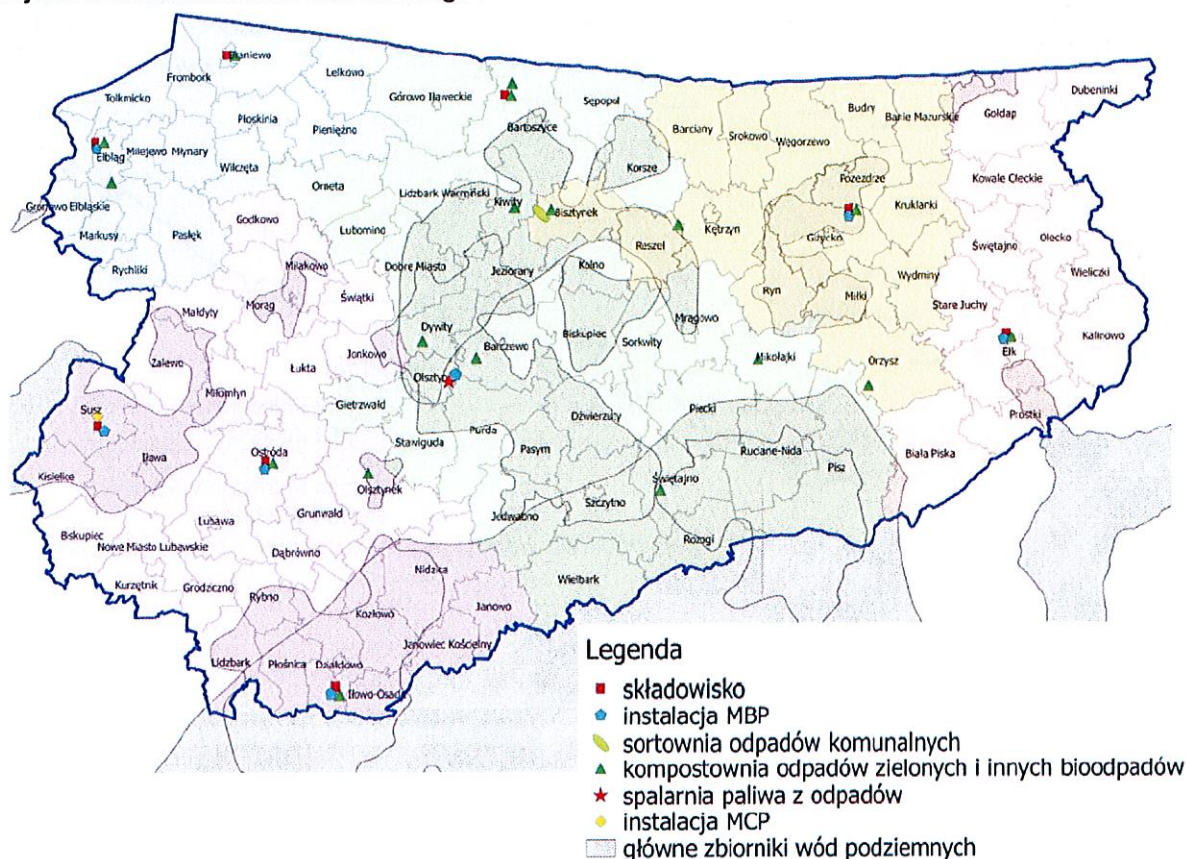 Braniewo
Frombork
Lelkowo
Tolkmicko
Górowo Iławeckie
Sępopol
Płoskinia
Pieniężno
Bartoszyce
Barciany
Srokowo
Budry
Banie Mazurskie
Gołdap
Dubeninki
Węgorzewo
Elbląg
Milejewo
Młynary
Wilczęta
Orneta
Lidzbark Warmiński
Korsze
Pozezdrze
Kowale Oleckie
Gronowo Elbląskie
Kiwity
Bisztynek
Kruklanki
Godkowo
Lubomino
Reszel
Kętrzyn
Giżycko
Markusy
Pasłęk
Świętajno
Olecko
Rychliki
Miłakowo
Dobre Miasto
Jeziorany
Kolno
Wydminy
Wieliczki
Morąg
Świątki
Ryn
Miłki
Stare Juchy
Małdyty
Mrągowo
Dywity
Barczewo
Biskupiec
Sorkwity
Kalinowo
Zalewo
Jonkowo
Mikołajki
Orzysz
Ełk
Łukta
Olsztyn
Miłomłyn
Susz
Gietrzwałd
Dźwierzuty
Piecki
Prostki
Purda
Stawiguda
Ostróda
Pasym
Ruciane-Nida
Biała Piska
Iława
Kisielice
Olsztynek
Świętajno
Pisz
Szczytno
Grunwald
Jedwabno
Lubawa
Biskupiec
Nowe Miasto Lubawskie
Dąbrówno
Rozogi
Nidzica
Wielbark
Kurzętnik
Grodziczno
Rybno
Kozłowo
Janowo
Janowiec Kościelny
Lidzbark
Płośnica
Działdowo
Iłowo-Osada
Legenda
składowisko
instalacja MBP
sortownia odpadów komunalnych
kompostownia odpadów zielonych i innych bioodpadów
spalarnia paliwa z odpadów
instalacja MCP
główne zbiorniki wód podziemnych